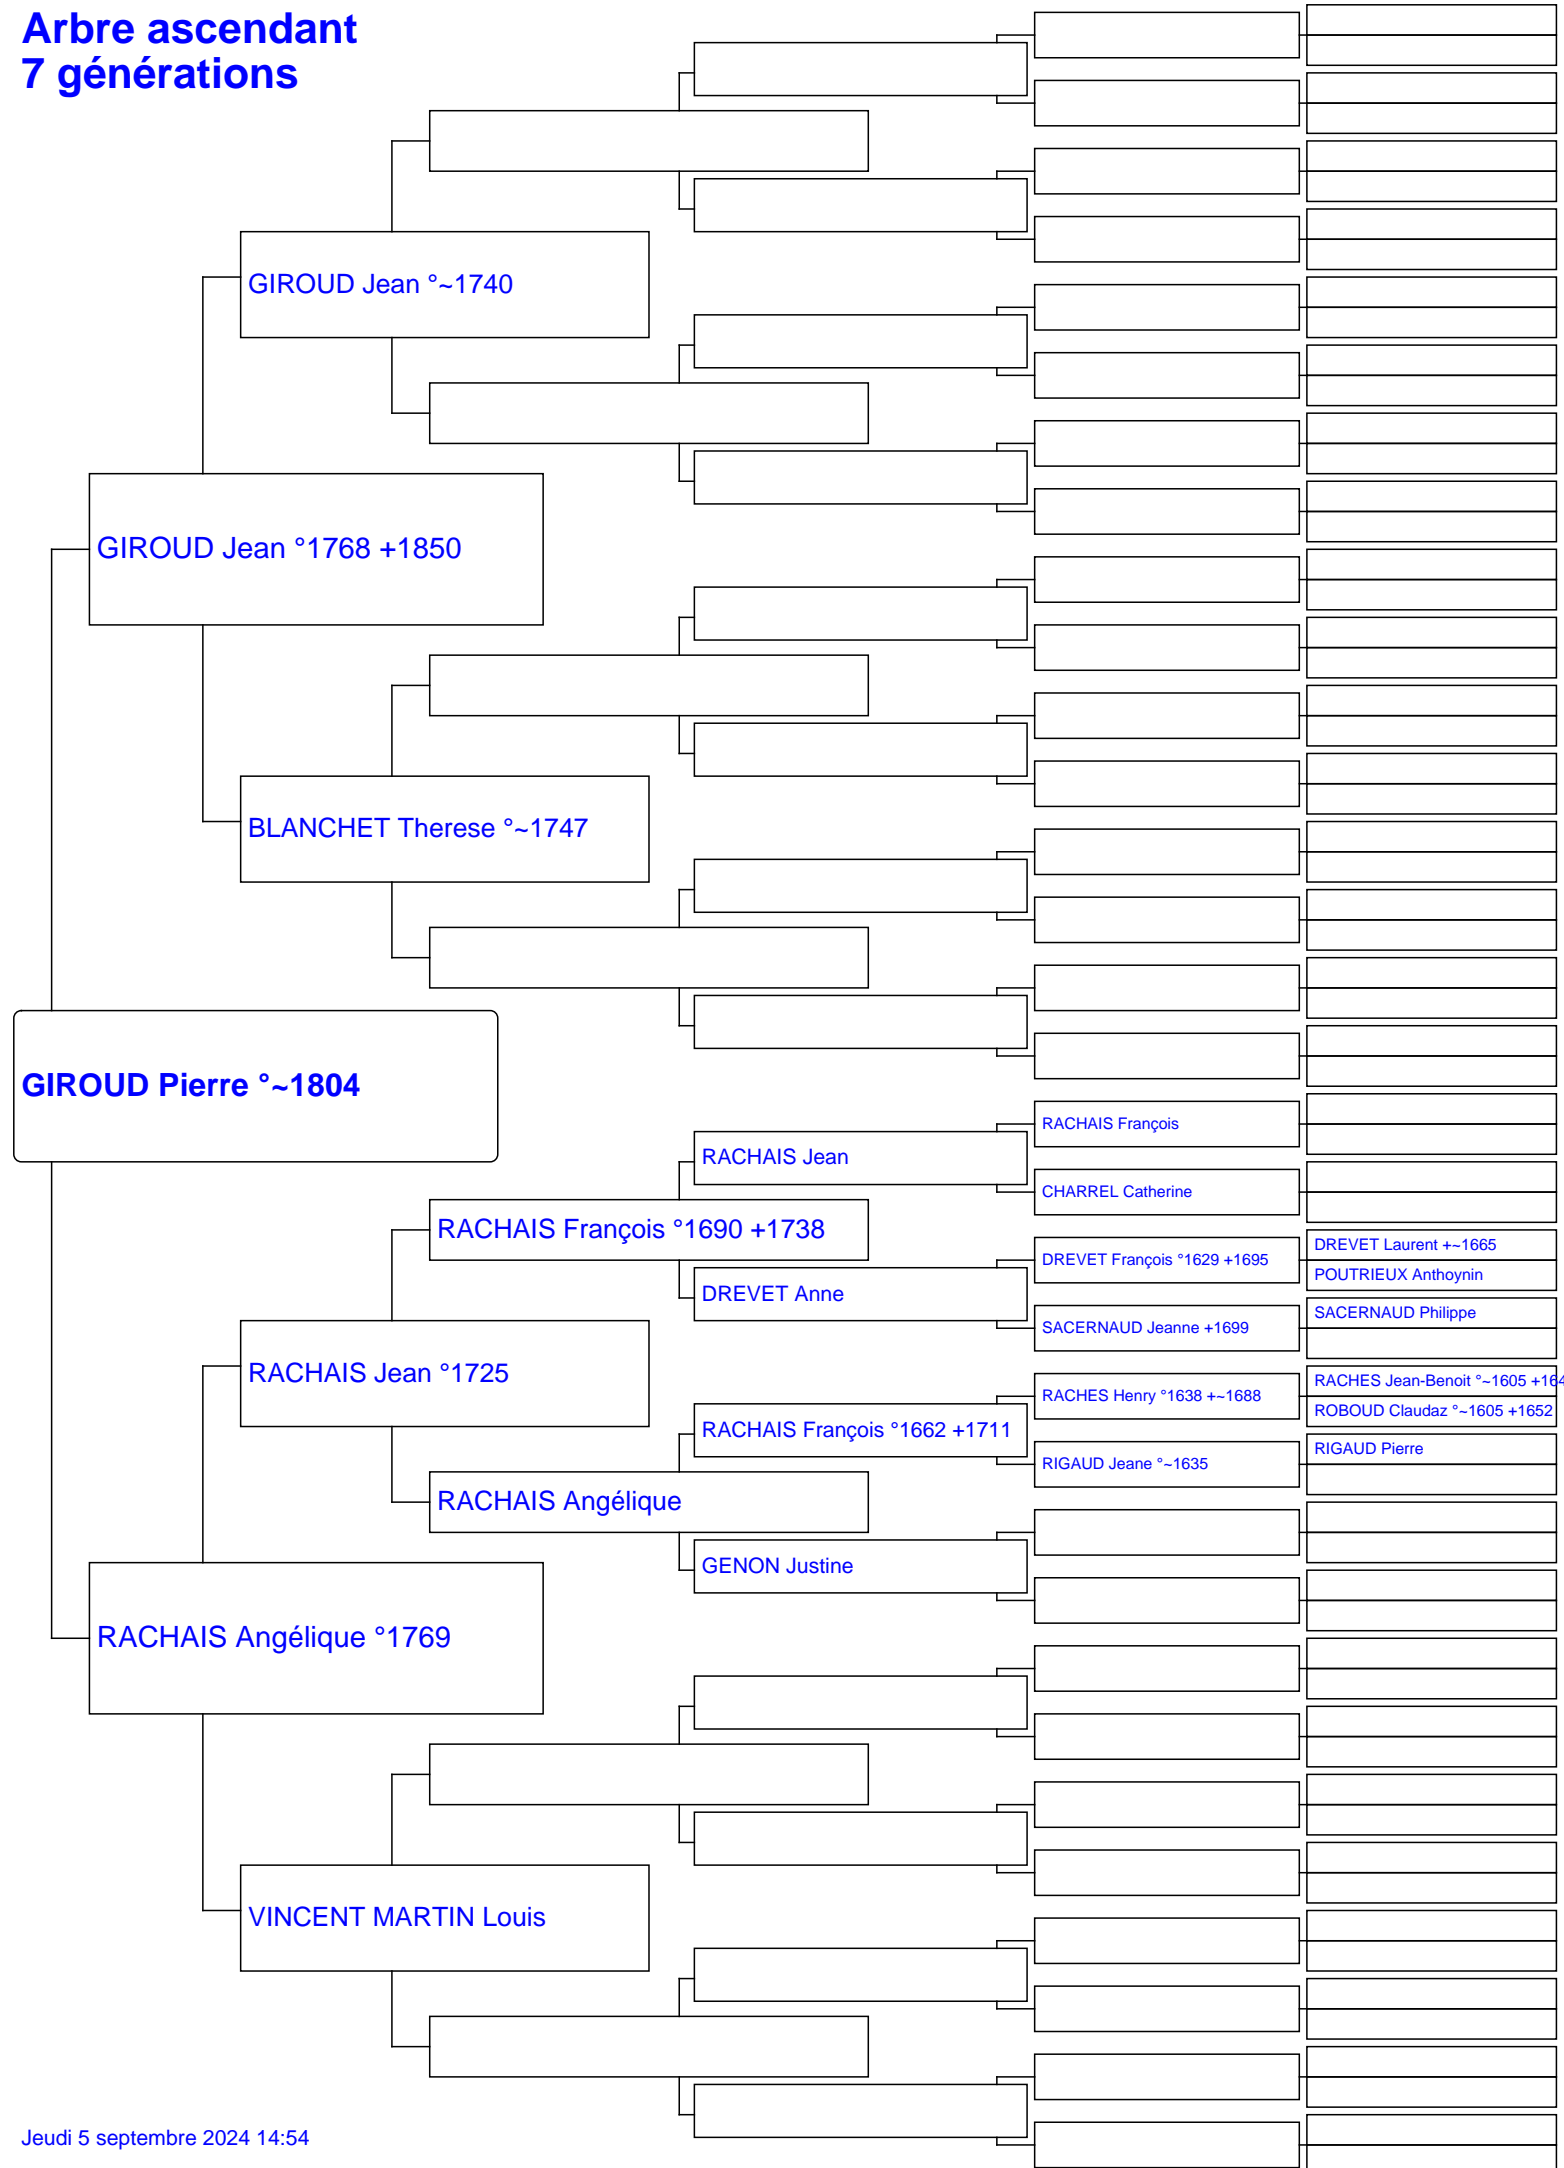 Arbre ascendant
7 générations
GIROUD Jean °~1740
GIROUD Jean °1768 +1850
BLANCHET Therese °~1747
GIROUD Pierre °~1804
RACHAIS François
RACHAIS Jean
CHARREL Catherine
RACHAIS François °1690 +1738
DREVET Laurent +~1665
DREVET François °1629 +1695
POUTRIEUX Anthoynin
DREVET Anne
SACERNAUD Philippe
SACERNAUD Jeanne +1699
RACHAIS Jean °1725
RACHES Jean-Benoit °~1605
RACHES Henry °1638 +~1688
ROBOUD Claudaz °~1605 +1652
RACHAIS François °1662 +1711
RIGAUD Pierre
RIGAUD Jeane °~1635
RACHAIS Angélique
GENON Justine
RACHAIS Angélique °1769
VINCENT MARTIN Louis
Jeudi 5 septembre 2024 14:54